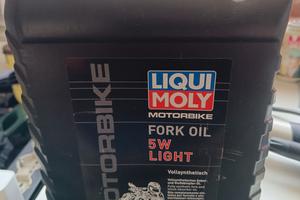 MOTORBIKE
LIQUI
MOLY
MOTORBIKE
FORK OIL
5W
LIGHT
Vollsynthetisch